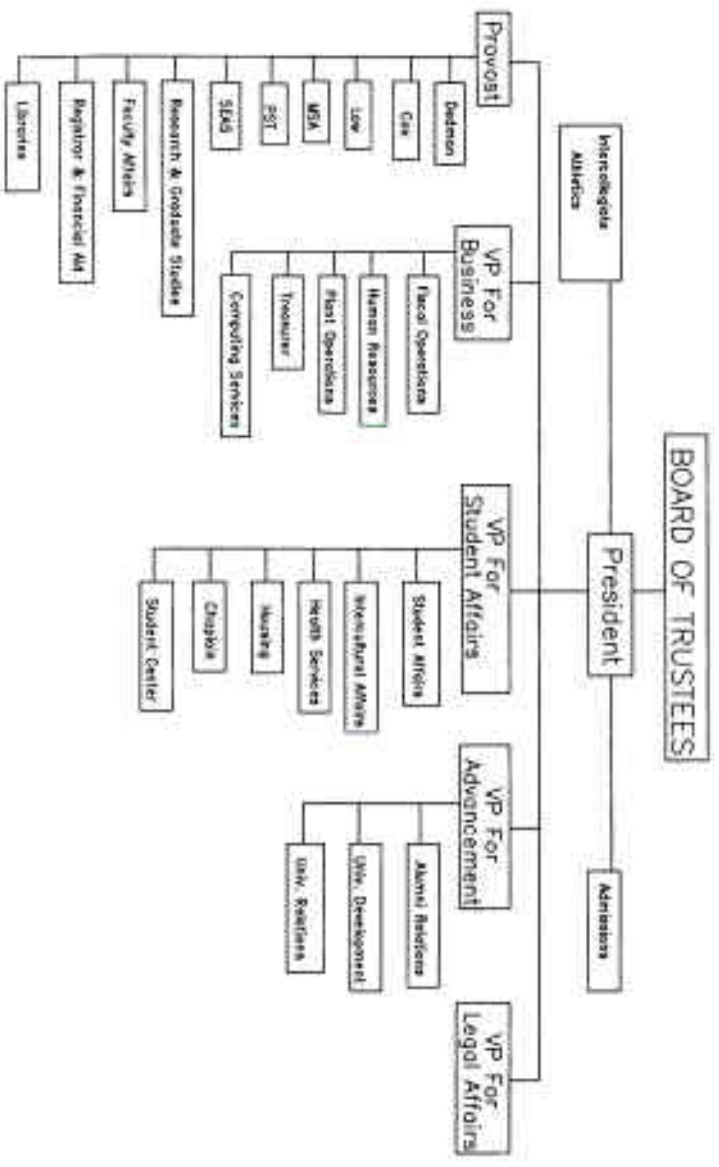 BOARD OF TRUSTEES
President
Intercollegiate
Athletics
Admissions
Provost
Dedman
Cox
Law
MSA
PST
SEAS
Research & Graduate Studies
Faculty Affairs
Registrar & Financial Aid
Libraries
VP For
Business
Fiscal Operations
Human Resources
Plant Operations
Treasurer
Computing Services
VP For
Student Affairs
Student Affairs
Intercultural Affairs
Health Services
Housing
Chaplain
Student Center
VP For
Advancement
Alumni Relations
Univ. Development
Univ. Relations
VP For
Legal Affairs